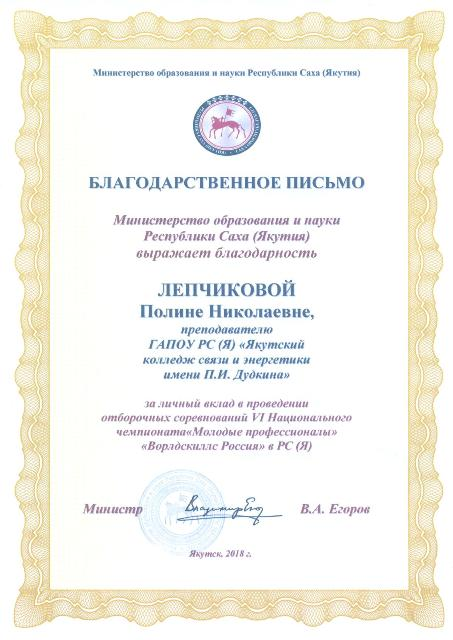 Министерство образования и науки Республики Саха (Якутия)
БЛАГОДАРСТВЕННОЕ ПИСЬМО
Министерство образования и науки
Республики Саха (Якутия)
выражает благодарность
ЛЕПЧИКОВОЙ
Полине Николаевне,
преподавателю
ГАПОУ РС (Я) «Якутский
колледж связи и энергетики
имени П.И. Дудкина»
за личный вклад в проведении
отборочных соревнований VI Национального
чемпионата«Молодые профессионалы»
«Ворлдскиллс Россия» в РС (Я)
Министр В.А. Егоров
Якутск, 2018 г.